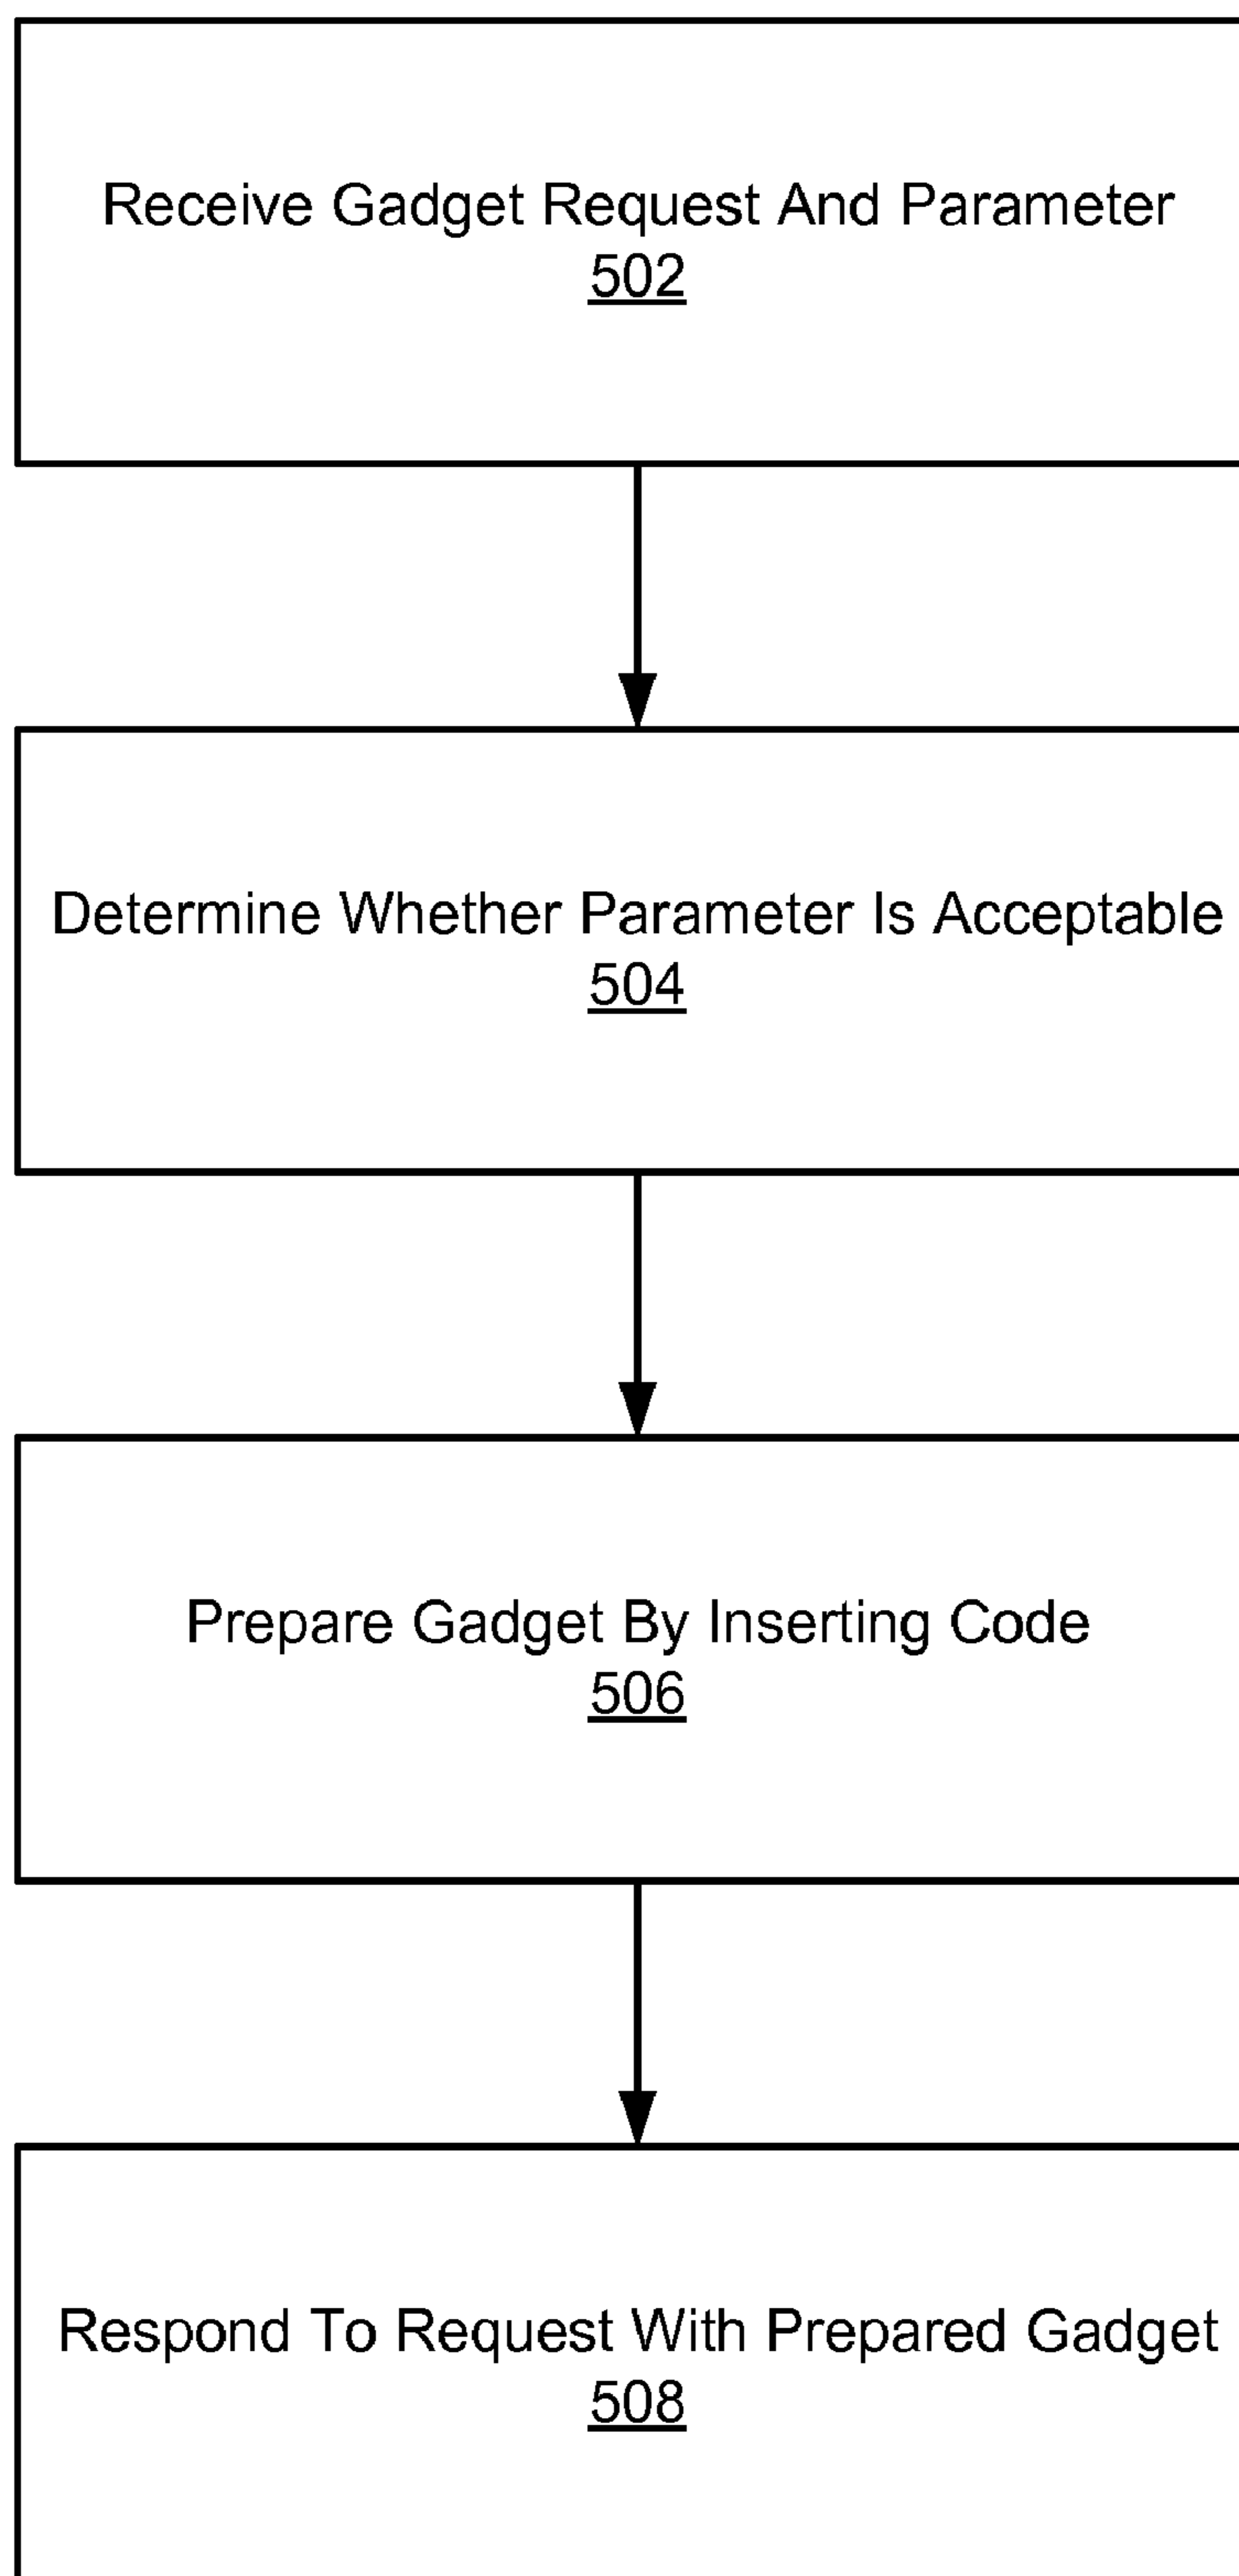 Receive Gadget Request And Parameter
502
Determine Whether Parameter Is Acceptable
504
Prepare Gadget By Inserting Code
506
Respond To Request With Prepared Gadget
508